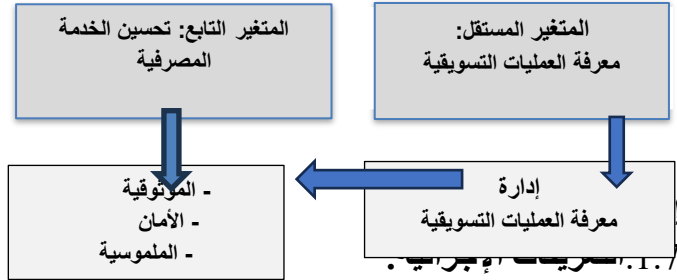 المتغير المستقل:
معرفة العمليات التسويقية
المتغير التابع: تحسين الخدمة
المصرفية
إدارة
معرفة العمليات التسويقية
- الموثوقية
- الأمان
- الملموسية